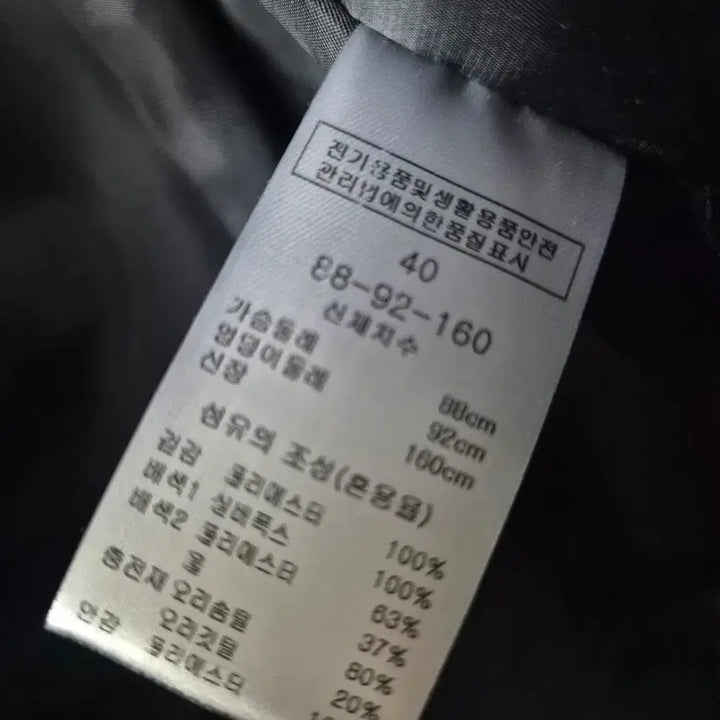 전기용품및생활용품안전
관리법에의한품질표시
40
88-92-160
신체치수
가슴둘레 88cm
엉덩이둘레 92cm
신장 160cm
섬유의 조성(혼용율)
겉감 폴리에스터 100%
배색1 실버폭스 100%
배색2 폴리에스터 63%
울 37%
충전재 오리솜털 80%
오리깃털 20%
안감 폴리에스터